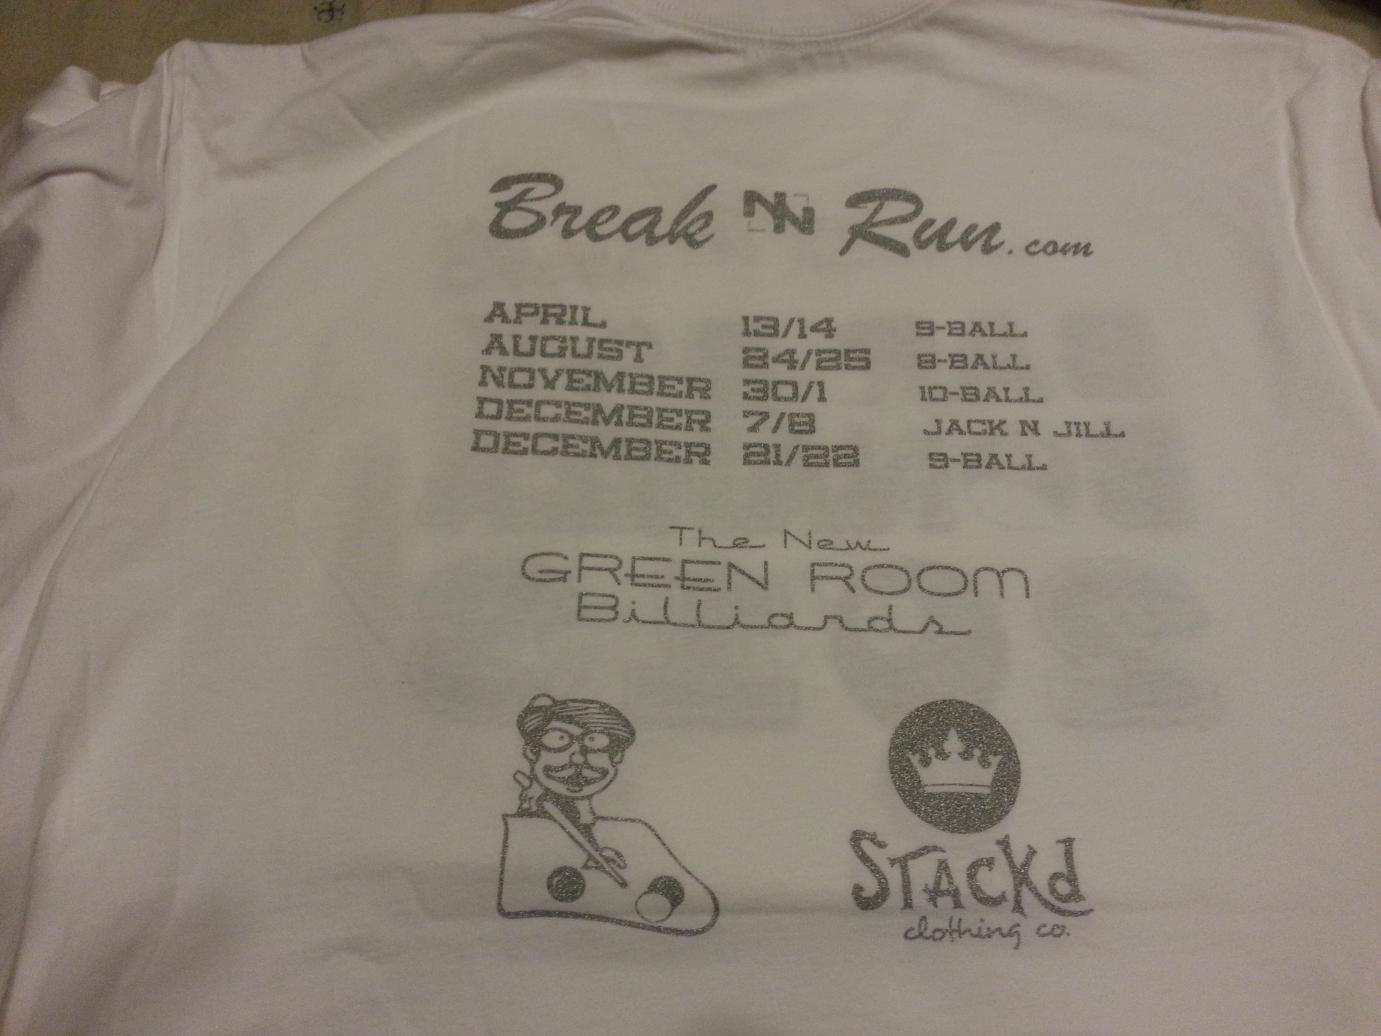 Break NN Run.com
APRIL 13/14 9-BALL
AUGUST 24/25 8-BALL
NOVEMBER 30/1 10-BALL
DECEMBER 7/8 JACK N JILL
DECEMBER 21/22 9-BALL
The New
GREEN ROOM
Billiards
STACKd
clothing co.